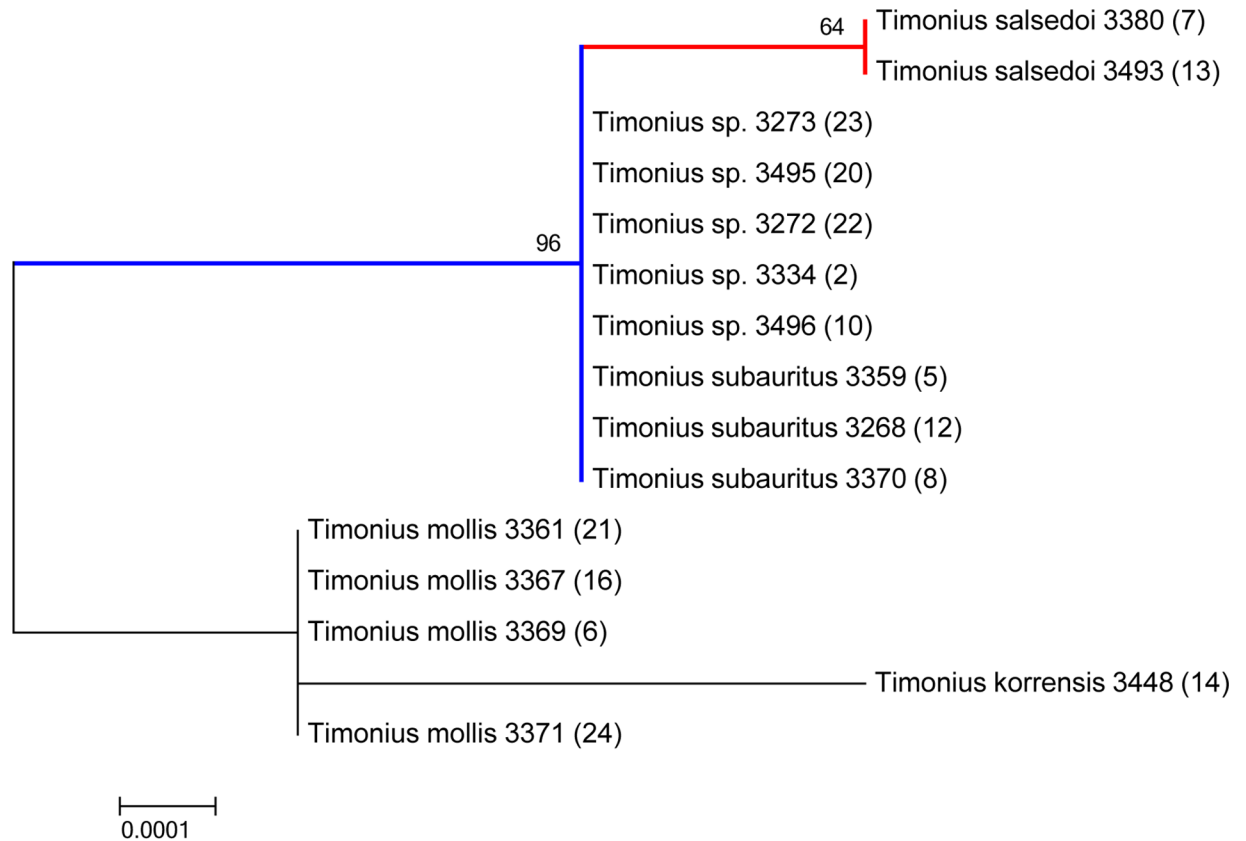 64
Timonius salsedoi 3380 (7)
Timonius salsedoi 3493 (13)
Timonius sp. 3273 (23)
Timonius sp. 3495 (20)
Timonius sp. 3272 (22)
96
Timonius sp. 3334 (2)
Timonius sp. 3496 (10)
Timonius subauritus 3359 (5)
Timonius subauritus 3268 (12)
Timonius subauritus 3370 (8)
Timonius mollis 3361 (21)
Timonius mollis 3367 (16)
Timonius mollis 3369 (6)
Timonius korrensis 3448 (14)
Timonius mollis 3371 (24)
0.0001